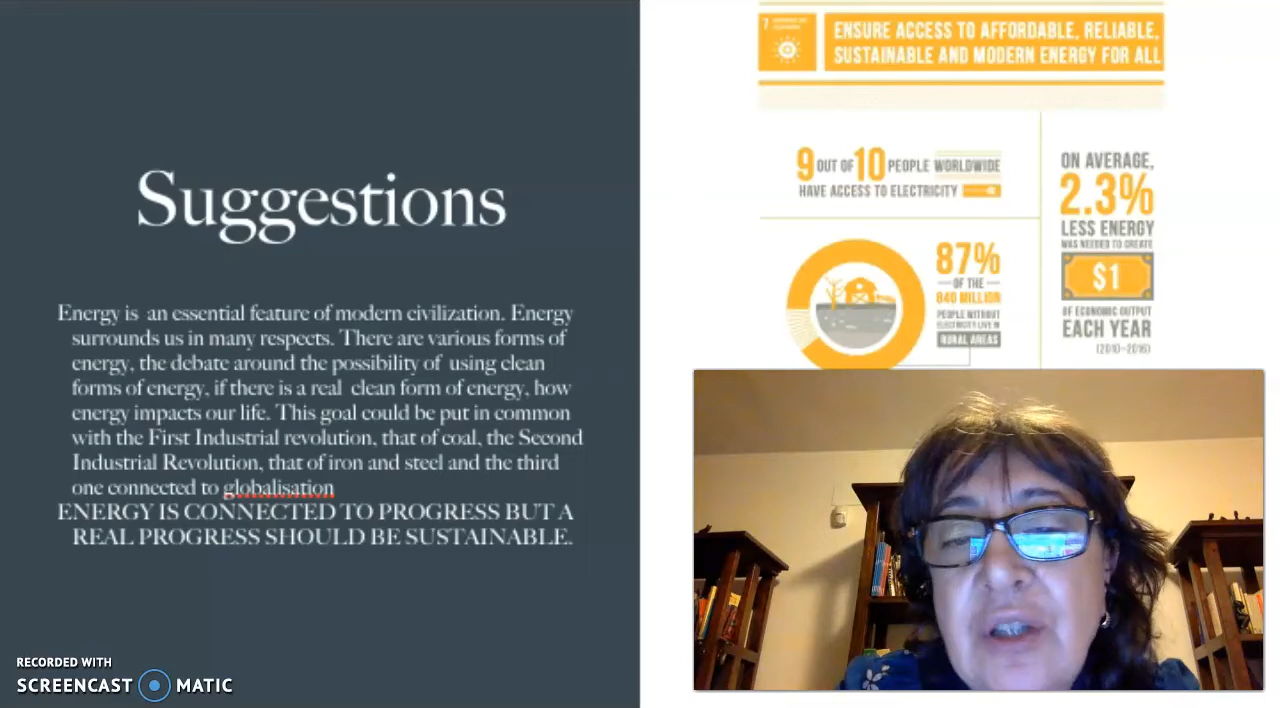 Suggestions
Energy is an essential feature of modern civilization. Energy
surrounds us in many respects. There are various forms of
energy, the debate around the possibility of using clean
forms of energy, if there is a real clean form of energy, how
energy impacts our life. This goal could be put in common
with the First Industrial revolution, that of coal, the Second
Industrial Revolution, that of iron and steel and the third
one connected to globalisation
ENERGY IS CONNECTED TO PROGRESS BUT A
REAL PROGRESS SHOULD BE SUSTAINABLE.
RECORDED WITH
SCREENCAST MATIC
7
ENSURE ACCESS TO AFFORDABLE, RELIABLE,
SUSTAINABLE AND MODERN ENERGY FOR ALL
9 OUT OF 10 PEOPLE WORLDWIDE
HAVE ACCESS TO ELECTRICITY
87%
OF THE
840 MILLION
PEOPLE WITHOUT
ELECTRICITY LIVE IN
RURAL AREAS
ON AVERAGE,
2.3%
LESS ENERGY
WAS NEEDED TO CREATE
$1
OF ECONOMIC OUTPUT
EACH YEAR
(2010–2016)